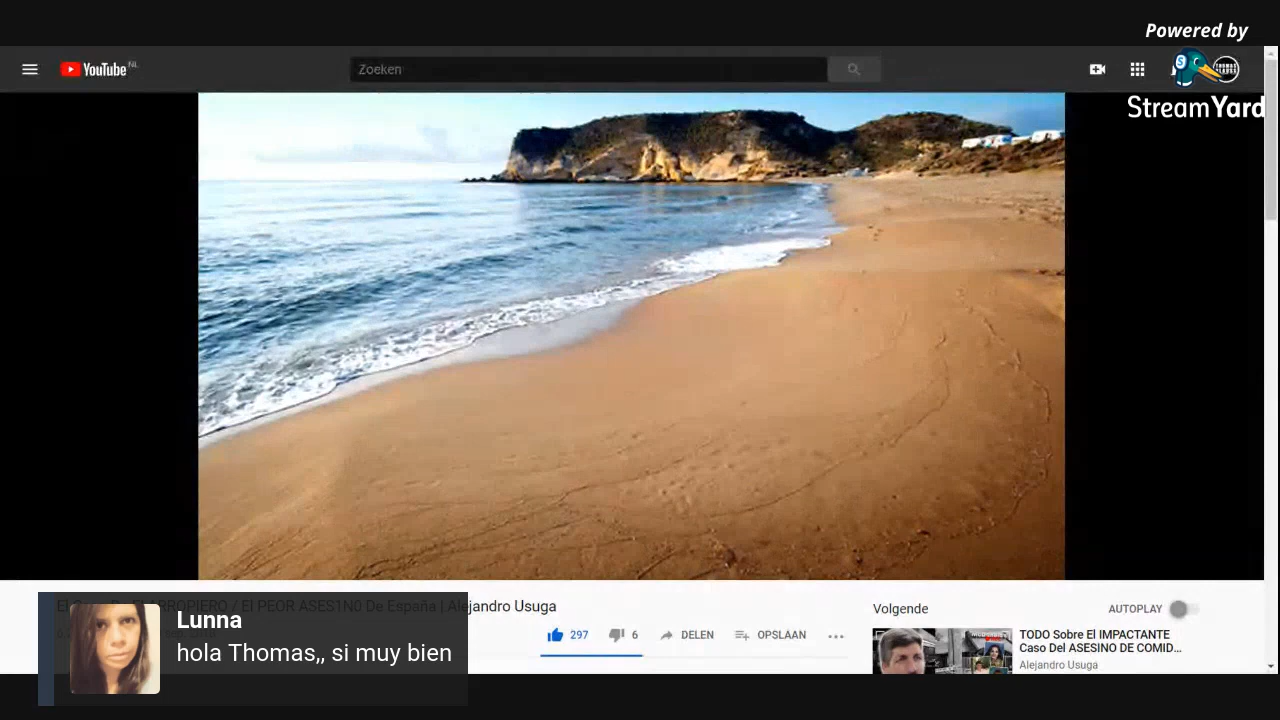 Powered by
StreamYard
YouTube NL
Zoeken
El PEOR ASES1N0 De España | Alejandro Usuga
297
6
DELEN
OPSLAAN
Volgende
AUTOPLAY
TODO Sobre El IMPACTANTE
Caso Del ASESINO DE COMID...
Alejandro Usuga
Lunna
hola Thomas,, si muy bien